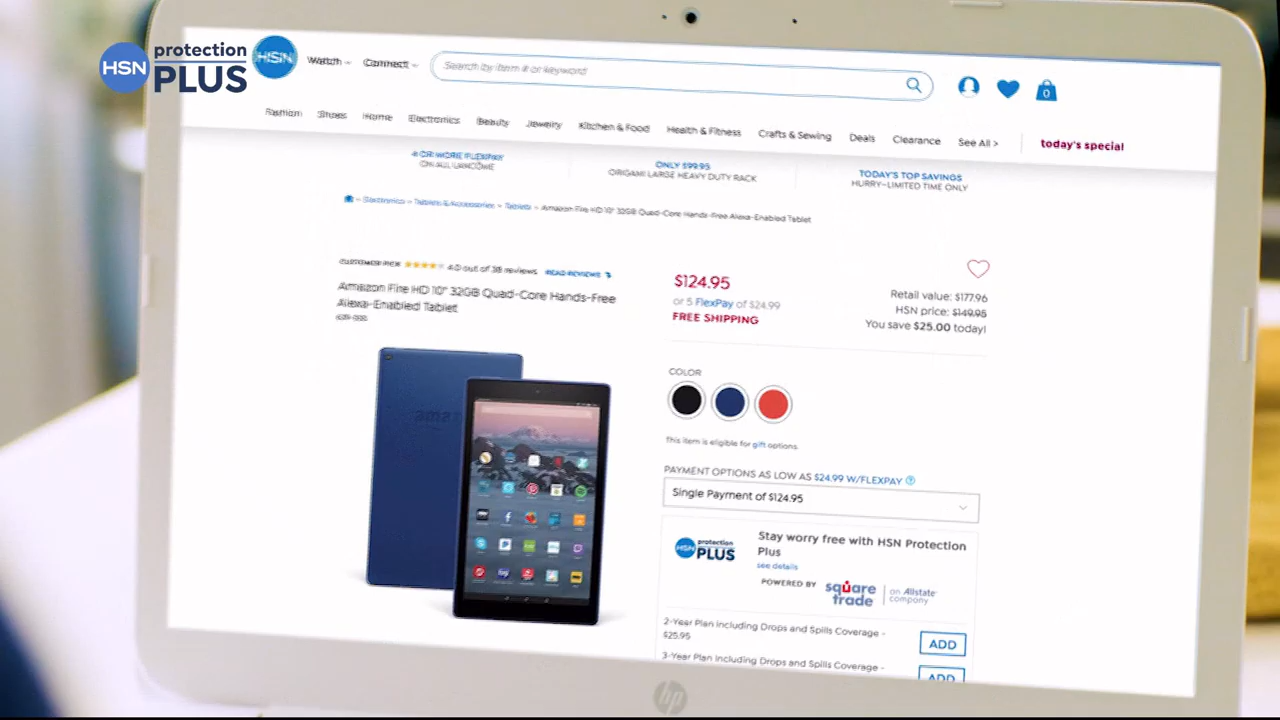 HSN protection PLUS
HSN Watch Connect Search by item # or keyword 0
Fashion Shoes Home Electronics Beauty Jewelry Kitchen & Food Health & Fitness Crafts & Sewing Deals Clearance See All > today's special
4 OR MORE FLEXPAY
ON ALL LANCÔME
ONLY $99.95
ORIGAMI LARGE HEAVY DUTY RACK
TODAY'S TOP SAVINGS
HURRY–LIMITED TIME ONLY
Electronics Tablets & Accessories Tablets Amazon Fire HD 10" 32GB Quad-Core Hands-Free Alexa-Enabled Tablet
CUSTOMER PICK 4.0 out of 38 reviews READ REVIEWS
Amazon Fire HD 10" 32GB Quad-Core Hands-Free
Alexa-Enabled Tablet
$124.95
or 5 FlexPay of $24.99
FREE SHIPPING
Retail value: $177.96
HSN price: $149.95
You save $25.00 today!
COLOR
This item is eligible for gift options.
PAYMENT OPTIONS AS LOW AS $24.99 W/FLEXPAY ?
Single Payment of $124.95
HSN protection PLUS
Stay worry free with HSN Protection
Plus
see details
POWERED BY square trade an Allstate company
2-Year Plan Including Drops and Spills Coverage -
$25.95
ADD
3-Year Plan Including Drops and Spills Coverage -
ADD
hp